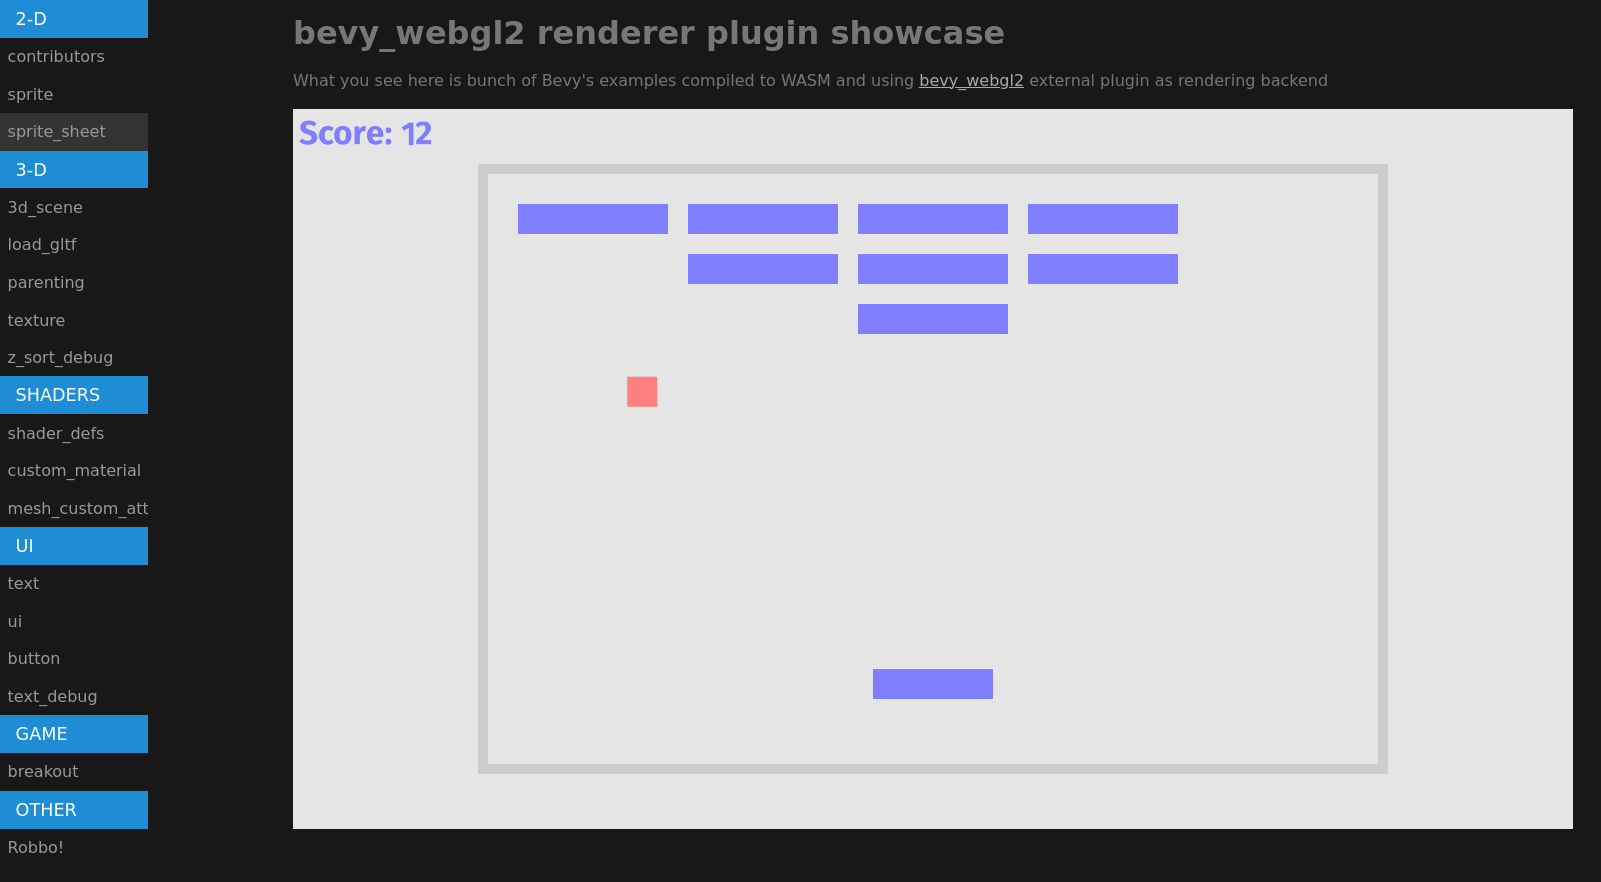 2-D
contributors
sprite
sprite_sheet
3-D
3d_scene
load_gltf
parenting
texture
z_sort_debug
SHADERS
shader_defs
custom_material
mesh_custom_att
UI
text
ui
button
text_debug
GAME
breakout
OTHER
Robbo!
bevy_webgl2 renderer plugin showcase
What you see here is bunch of Bevy's examples compiled to WASM and using bevy_webgl2 external plugin as rendering backend
Score: 12